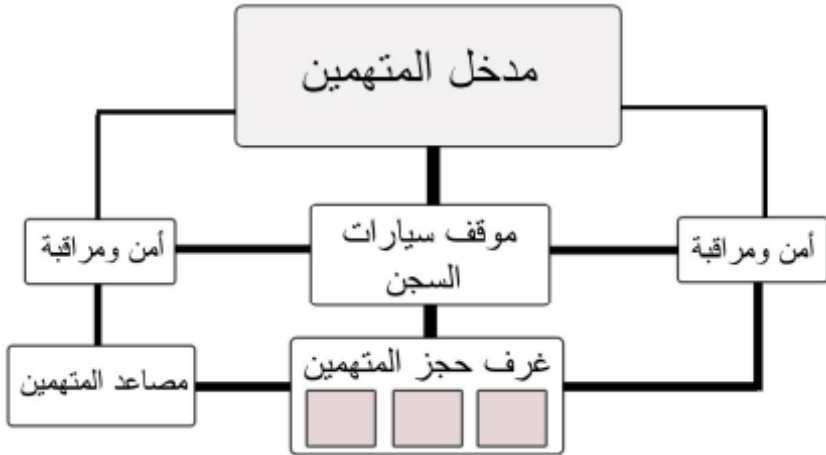 مدخل المتهمين
أمن ومراقبة
موقف سيارات
السجن
أمن ومراقبة
غرف حجز المتهمين
مصاعد المتهمين